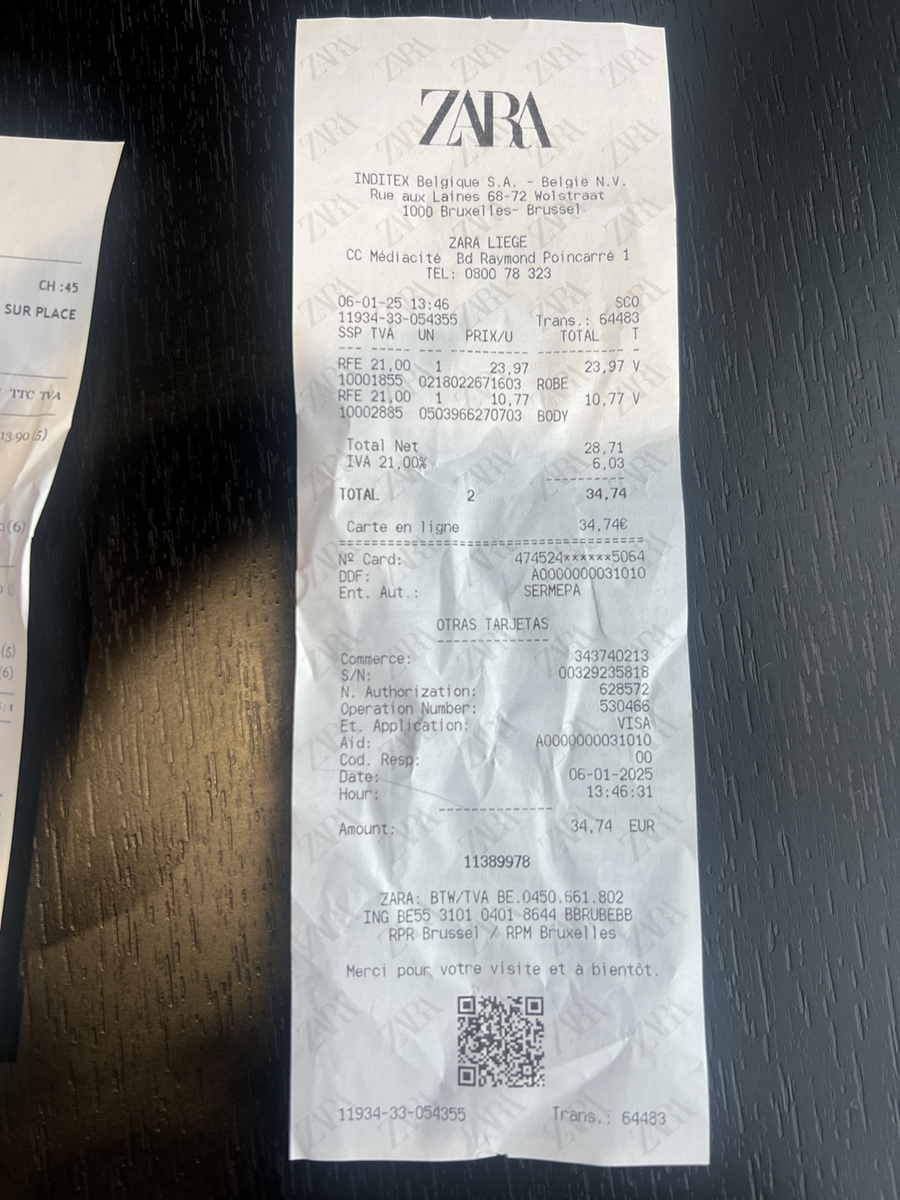 ZARA
INDITEX Belgique S.A. - België N.V.
Rue aux Laines 68-72 Wolstraat
1000 Bruxelles- Brussel
ZARA LIEGE
CC Médiacité Bd Raymond Poincarré 1
TEL: 0800 78 323
06-01-25 13:46 SCO
11934-33-054355 Trans.: 64483
SSP TVA UN PRIX/U TOTAL T
RFE 21,00 1 23,97 23,97 V
10001855 0218022671603 ROBE
RFE 21,00 1 10,77 10,77 V
10002885 0503966270703 BODY
Total Net 28,71
IVA 21,00% 6,03
TOTAL 2 34,74
Carte en ligne 34,74€
Nº Card: 474524******5064
DDF: A0000000031010
Ent. Aut.: SERMEPA
OTRAS TARJETAS
Commerce: 343740213
S/N: 00329235818
N. Authorization: 628572
Operation Number: 530466
Et. Application: VISA
Aid: A0000000031010
Cod. Resp: 00
Date: 06-01-2025
Hour: 13:46:31
Amount: 34,74 EUR
11389978
ZARA: BTW/TVA BE.0450.661.802
ING BE55 3101 0401 8644 BBRUBEBB
RPR Brussel / RPM Bruxelles
Merci pour votre visite et à bientôt.
11934-33-054355 Trans.: 64483
CH :45
SUR PLACE
TTC TVA
13.90 (5)
(6)
(5)
(6)